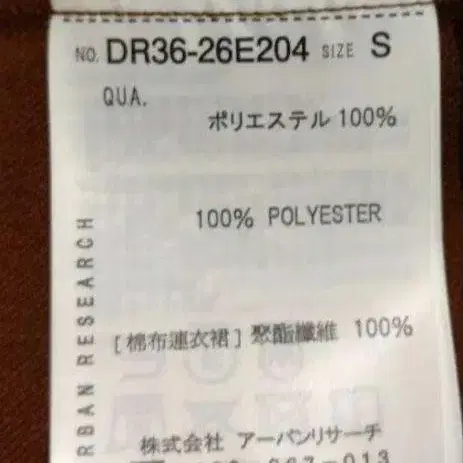 NO. DR36-26E204 SIZE S
QUA.
ポリエステル 100%
100% POLYESTER
[棉布連衣裙] 聚酯纖維 100%
URBAN RESEARCH
株式会社 アーバンリサーチ